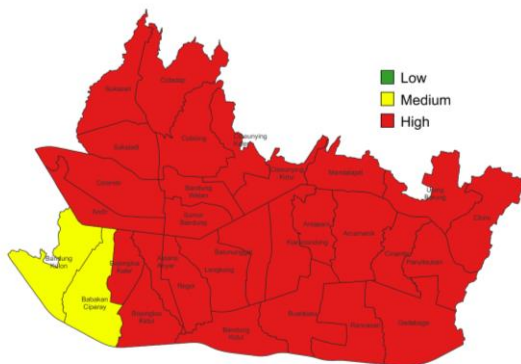 Low
Medium
High
Sukasari
Cidadap
Sukajadi
Coblong
Cicendo
Bandung
Wetan
Cibeunying
Kidul
Mandalajati
Ujung
Berung
Cibiru
Andir
Sumur
Bandung
Antapani
Arcamanik
Kiaracondong
Cinambo
Panyileukan
Bandung
Kulon
Babakan
Ciparay
Bojongloa
Kaler
Astana
Anyar
Regol
Lengkong
Batununggal
Bojongloa
Kidul
Bandung
Kidul
Buahbatu
Rancasari
Gedebage